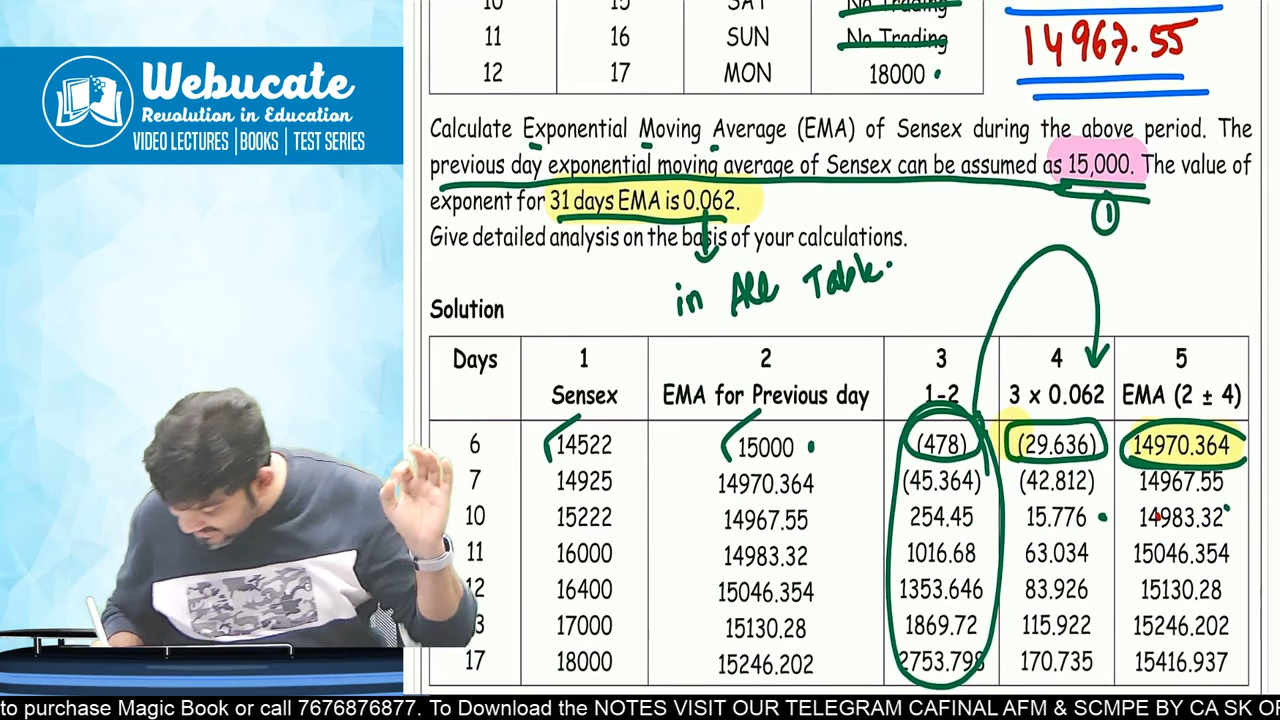 10 15 SAT No Trading
11 16 SUN No Trading
12 17 MON 18000
14967.55
Webucate
Revolution in Education
VIDEO LECTURES | BOOKS | TEST SERIES
Calculate Exponential Moving Average (EMA) of Sensex during the above period. The
previous day exponential moving average of Sensex can be assumed as 15,000. The value of
exponent for 31 days EMA is 0.062.
1
Give detailed analysis on the basis of your calculations.
in All Table.
Solution
Days 1 2 3 4 5
Sensex EMA for Previous day 1-2 3 x 0.062 EMA (2 ± 4)
6 14522 15000 (478) (29.636) 14970.364
7 14925 14970.364 (45.364) (42.812) 14967.55
10 15222 14967.55 254.45 15.776 14983.32
11 16000 14983.32 1016.68 63.034 15046.354
2 16400 15046.354 1353.646 83.926 15130.28
3 17000 15130.28 1869.72 115.922 15246.202
17 18000 15246.202 2753.798 170.735 15416.937
to purchase Magic Book or call 7676876877. To Download the NOTES VISIT OUR TELEGRAM CAFINAL AFM & SCMPE BY CA SK OF